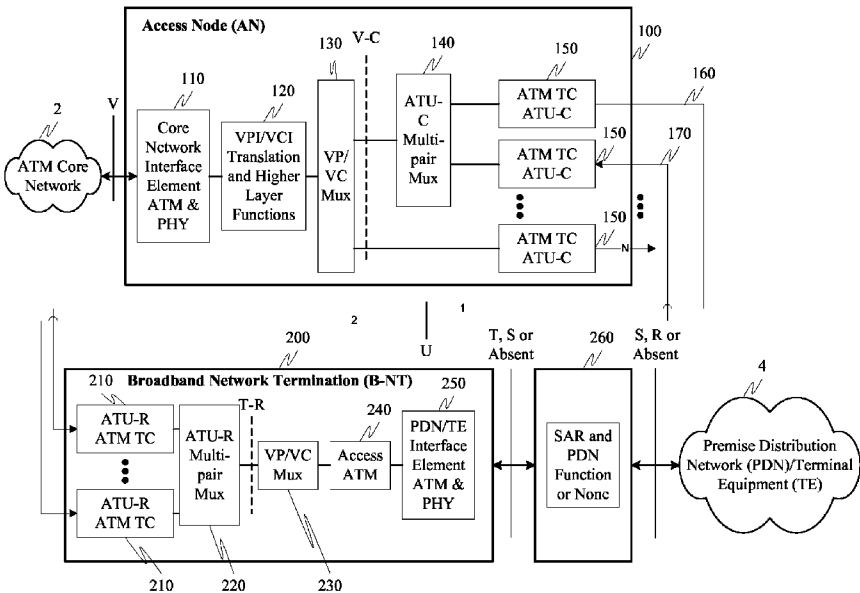 Access Node (AN)
V-C
100
130
140
150
160
110
120
2
V
ATM Core
Network
Core
Network
Interface
Element
ATM &
PHY
VPI/VCI
Translation
and Higher
Layer
Functions
VP/
VC
Mux
ATU-
C
Multi-
pair
Mux
ATM TC
ATU-C
150
170
ATM TC
ATU-C
150
ATM TC
ATU-C
N
2
1
U
200
T, S or
Absent
260
S, R or
Absent
4
Broadband Network Termination (B-NT)
210
T-R
240
250
ATU-R
ATM TC
ATU-R
ATM TC
ATU-R
Multi-
pair
Mux
VP/VC
Mux
Access
ATM
PDN/TE
Interface
Element
ATM &
PHY
SAR and
PDN
Function
or None
Premise Distribution
Network (PDN)/Terminal
Equipment (TE)
210
220
230